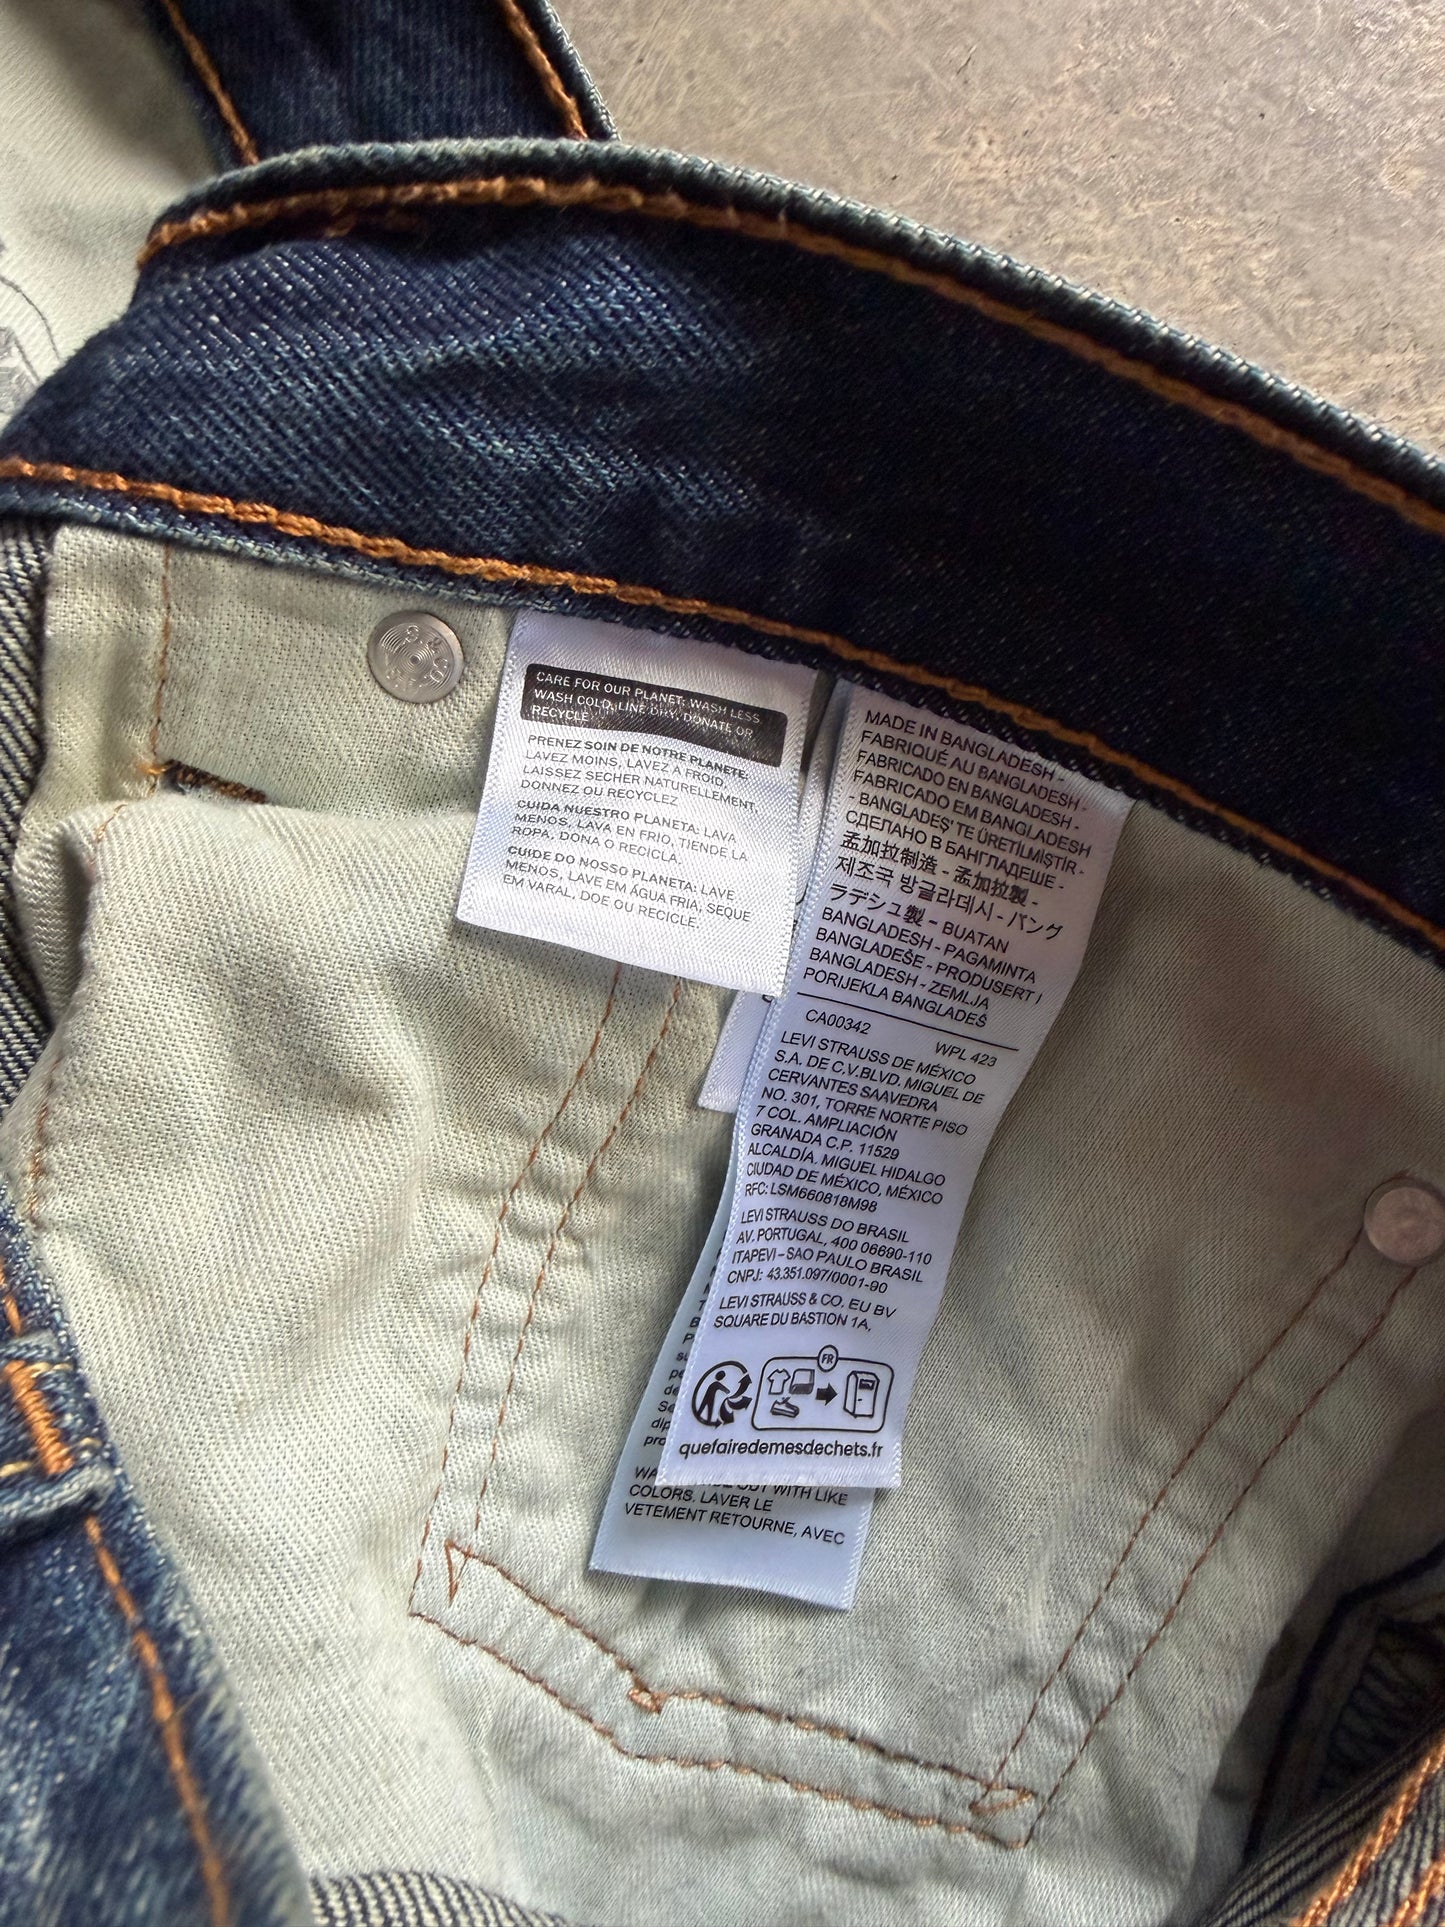 CARE FOR OUR PLANET: WASH LESS
WASH COLD, LINE DRY, DONATE OR
RECYCLE
PRENEZ SOIN DE NOTRE PLANETE:
LAVEZ MOINS, LAVEZ À FROID,
LAISSEZ SECHER NATURELLEMENT,
DONNEZ OU RECYCLEZ
CUIDA NUESTRO PLANETA: LAVA
MENOS, LAVA EN FRIO, TIENDE LA
ROPA, DONA O RECICLA.
CUIDE DO NOSSO PLANETA: LAVE
MENOS, LAVE EM ÁGUA FRIA, SEQUE
EM VARAL, DOE OU RECICLE.
MADE IN BANGLADESH -
FABRIQUÉ AU BANGLADESH -
FABRICADO EN BANGLADESH -
FABRICADO EM BANGLADESH
- BANGLADEŞ'TE ÜRETİLMİŞTİR -
СДЕЛАНО В БАНГЛАДЕШЕ -
孟加拉制造 - 孟加拉製 -
제조국 방글라데시 - バング
ラデシュ製 - BUATAN
BANGLADESH - PAGAMINTA
BANGLADEŠE - PRODUSERT I
BANGLADESH - ZEMLJA
PORIJEKLA BANGLADEŠ
CA00342 WPL 423
LEVI STRAUSS DE MÉXICO
S.A. DE C.V.BLVD. MIGUEL DE
CERVANTES SAAVEDRA
NO. 301, TORRE NORTE PISO
7 COL. AMPLIACIÓN
GRANADA C.P. 11529
ALCALDÍA, MIGUEL HIDALGO
CIUDAD DE MÉXICO, MÉXICO
RFC: LSM660818M98
LEVI STRAUSS DO BRASIL
AV. PORTUGAL, 400 06690-110
ITAPEVI - SAO PAULO BRASIL
CNPJ: 43.351.097/0001-90
LEVI STRAUSS & CO. EU BV
SQUARE DU BASTION 1A,
FR
quefairedemesdechets.fr
OUT WITH LIKE
COLORS. LAVER LE
VETEMENT RETOURNE, AVEC